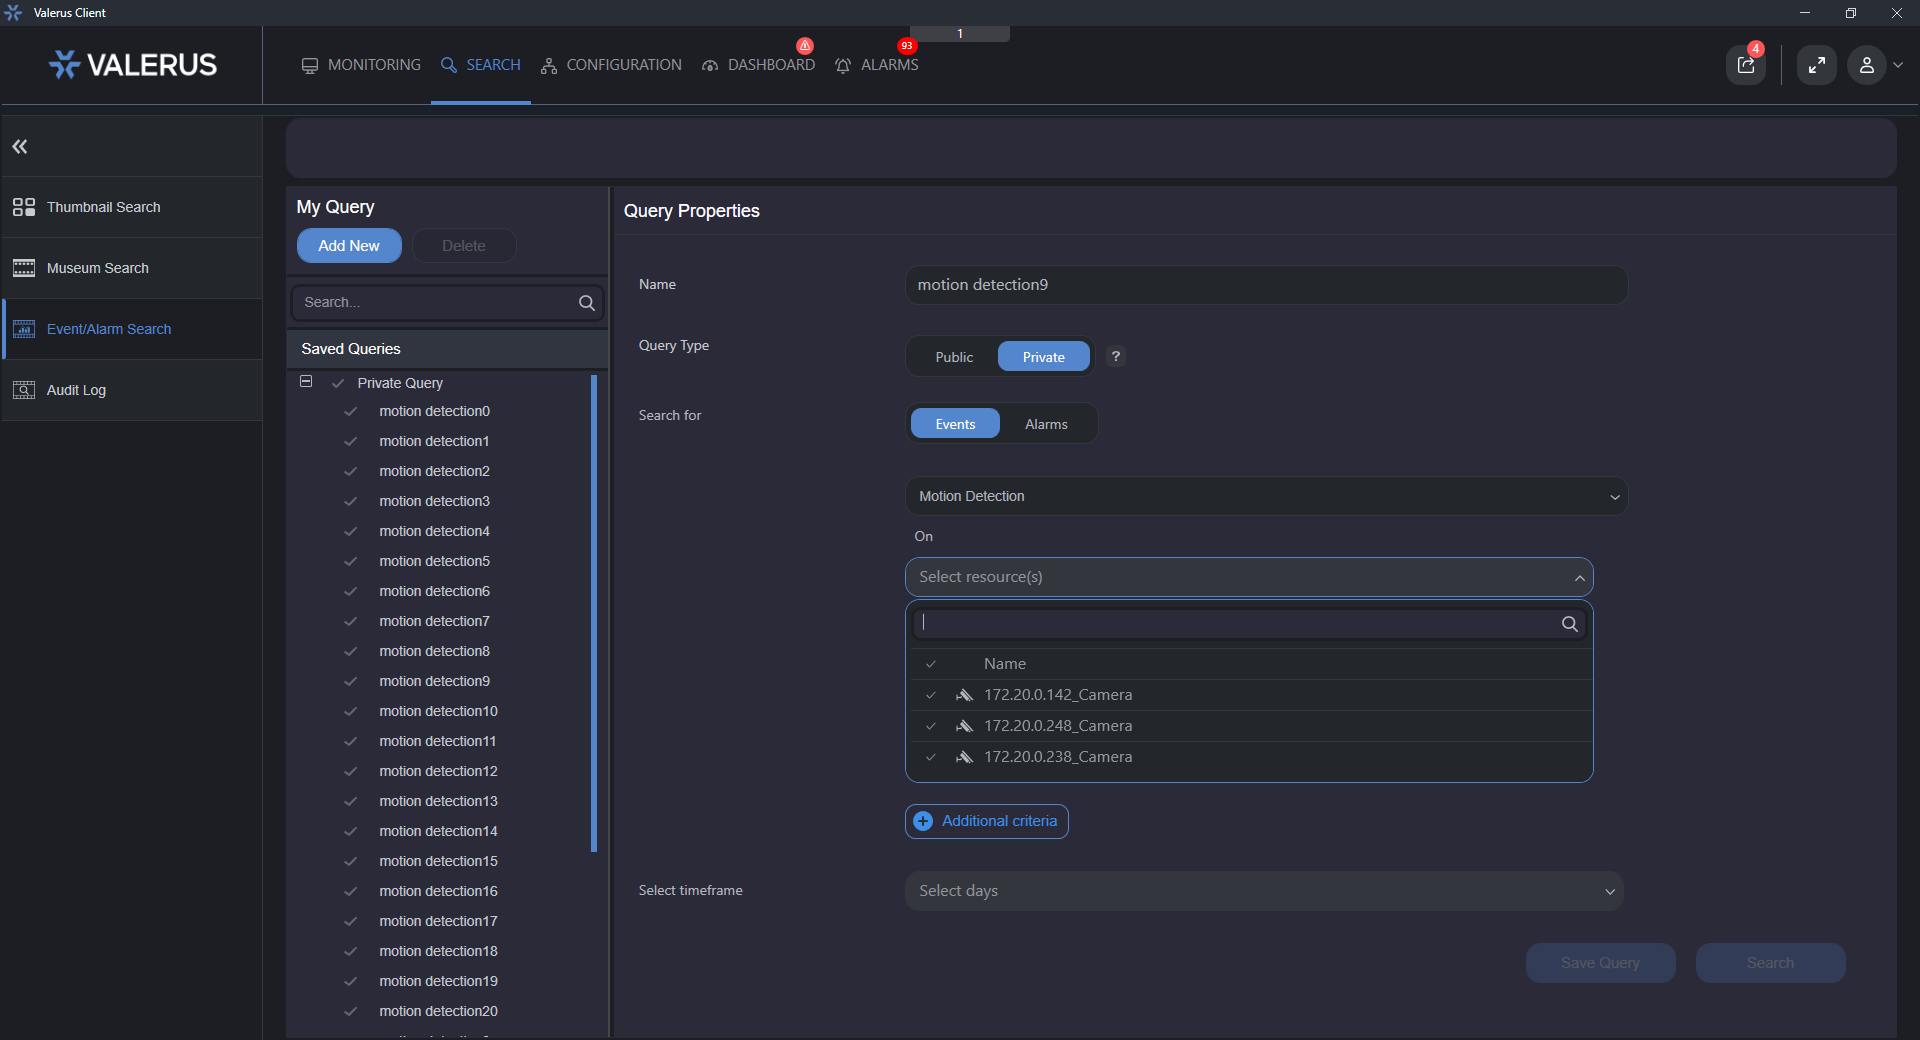 Valerus Client
1
VALERUS
MONITORING
SEARCH
CONFIGURATION
DASHBOARD
93
ALARMS
4
Thumbnail Search
Museum Search
Event/Alarm Search
Audit Log
My Query
Add New
Delete
Search...
Saved Queries
Private Query
motion detection0
motion detection1
motion detection2
motion detection3
motion detection4
motion detection5
motion detection6
motion detection7
motion detection8
motion detection9
motion detection10
motion detection11
motion detection12
motion detection13
motion detection14
motion detection15
motion detection16
motion detection17
motion detection18
motion detection19
motion detection20
Query Properties
Name
motion detection9
Query Type
Public
Private
?
Search for
Events
Alarms
Motion Detection
On
Select resource(s)
Name
172.20.0.142_Camera
172.20.0.248_Camera
172.20.0.238_Camera
Additional criteria
Select timeframe
Select days
Save Query
Search